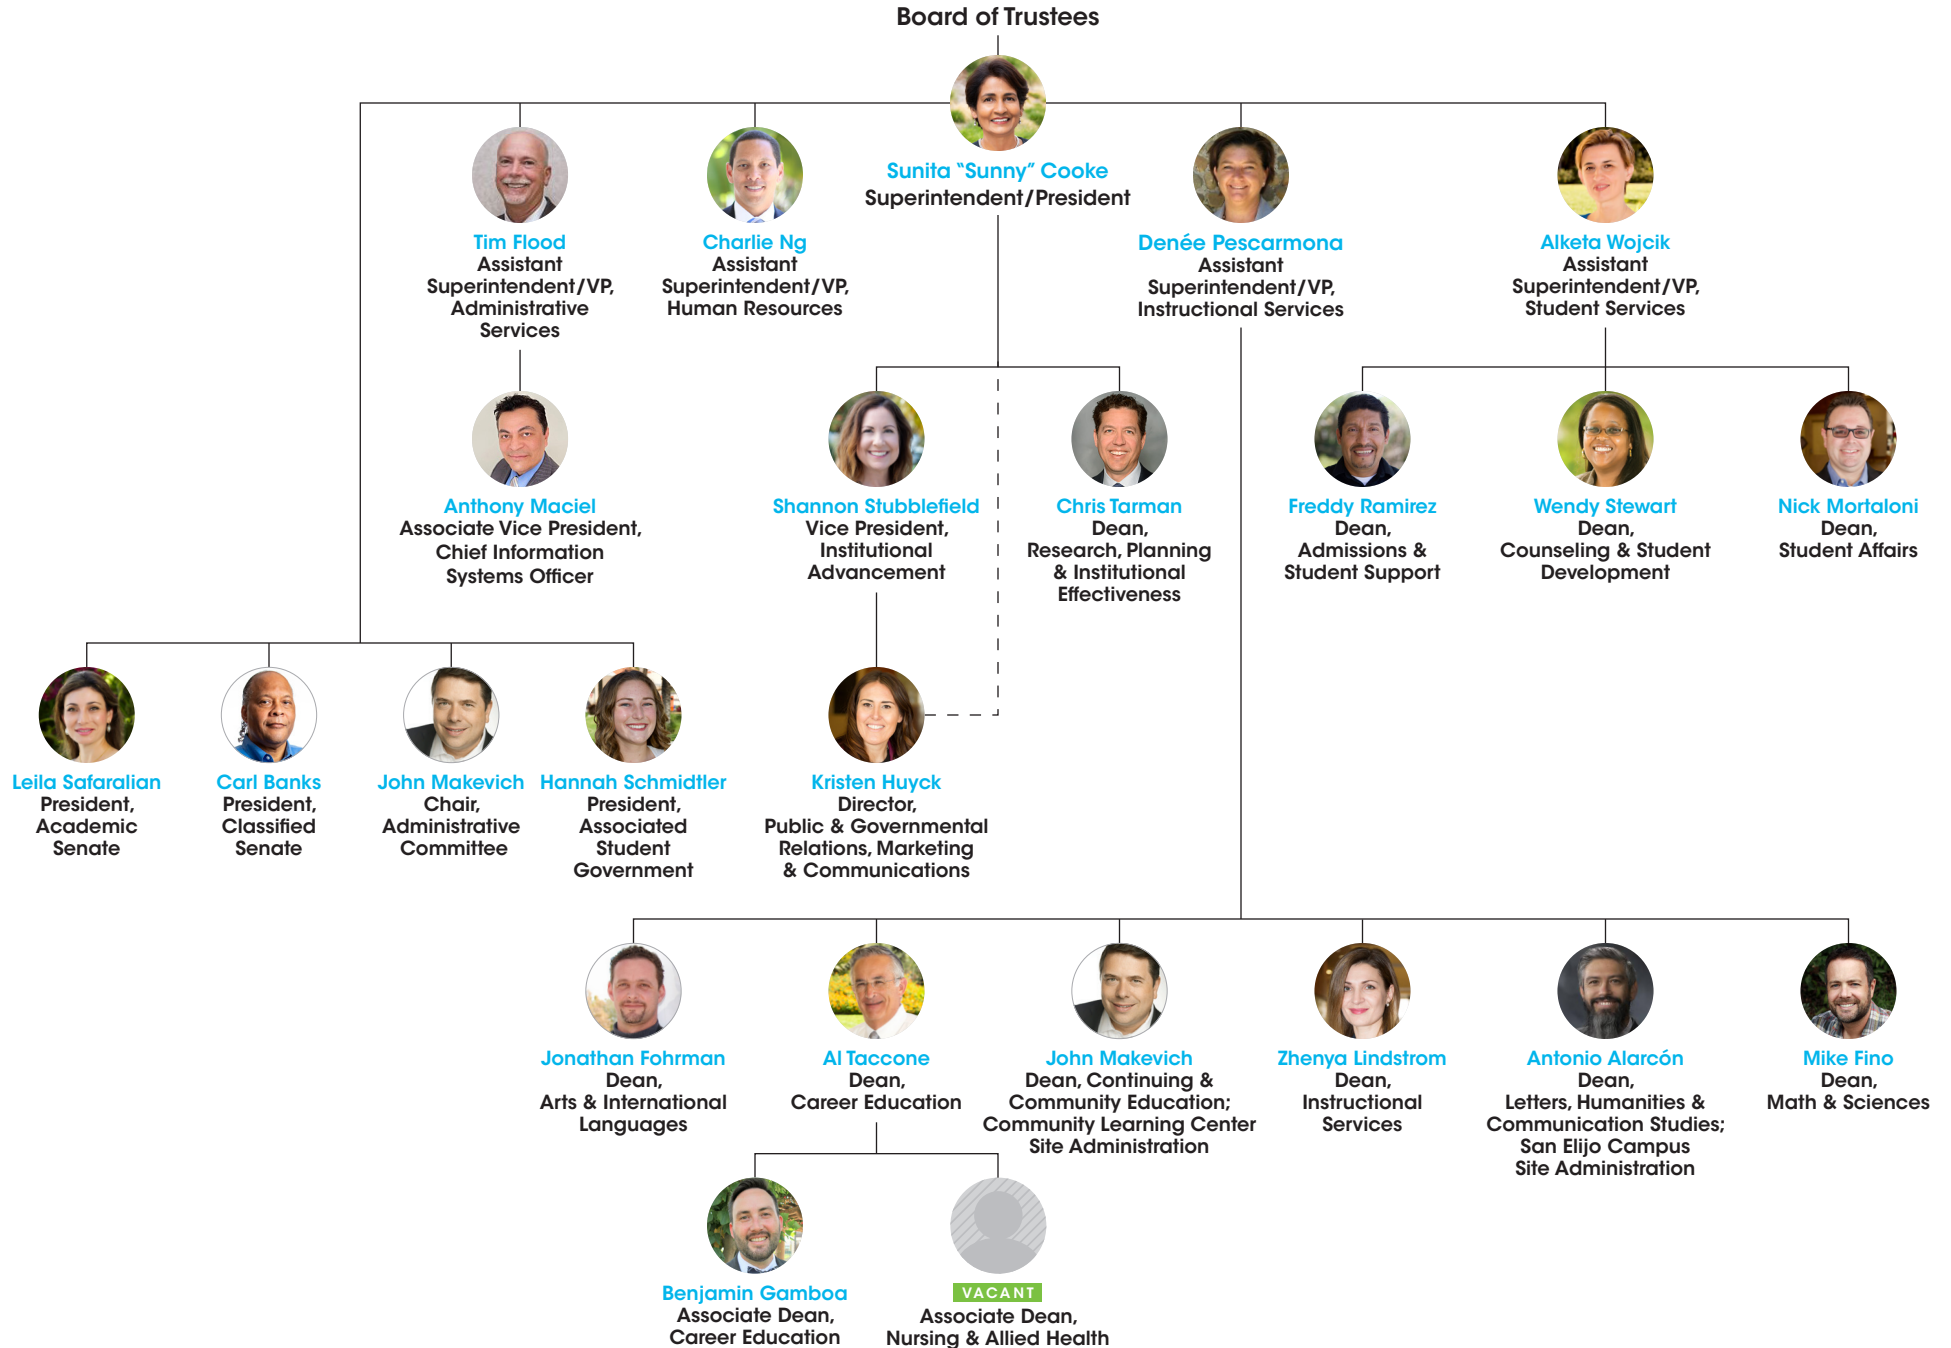 Board of Trustees
Sunita “Sunny” Cooke
Superintendent/President
Tim Flood
Assistant
Superintendent/VP,
Administrative
Services
Charlie Ng
Assistant
Superintendent/VP,
Human Resources
Denée Pescarmona
Assistant
Superintendent/VP,
Instructional Services
Alketa Wojcik
Assistant
Superintendent/VP,
Student Services
Anthony Maciel
Associate Vice President,
Chief Information
Systems Officer
Shannon Stubblefield
Vice President,
Institutional
Advancement
Chris Tarman
Dean,
Research, Planning
& Institutional
Effectiveness
Freddy Ramirez
Dean,
Admissions &
Student Support
Wendy Stewart
Dean,
Counseling & Student
Development
Nick Mortaloni
Dean,
Student Affairs
Leila Safaralian
President,
Academic
Senate
Carl Banks
President,
Classified
Senate
John Makevich
Chair,
Administrative
Committee
Hannah Schmidtler
President,
Associated
Student
Government
Kristen Huyck
Director,
Public & Governmental
Relations, Marketing
& Communications
Jonathan Fohrman
Dean,
Arts & International
Languages
Al Taccone
Dean,
Career Education
John Makevich
Dean, Continuing &
Community Education;
Community Learning Center
Site Administration
Zhenya Lindstrom
Dean,
Instructional
Services
Antonio Alarcón
Dean,
Letters, Humanities &
Communication Studies;
San Elijo Campus
Site Administration
Mike Fino
Dean,
Math & Sciences
Benjamin Gamboa
Associate Dean,
Career Education
VACANT
Associate Dean,
Nursing & Allied Health